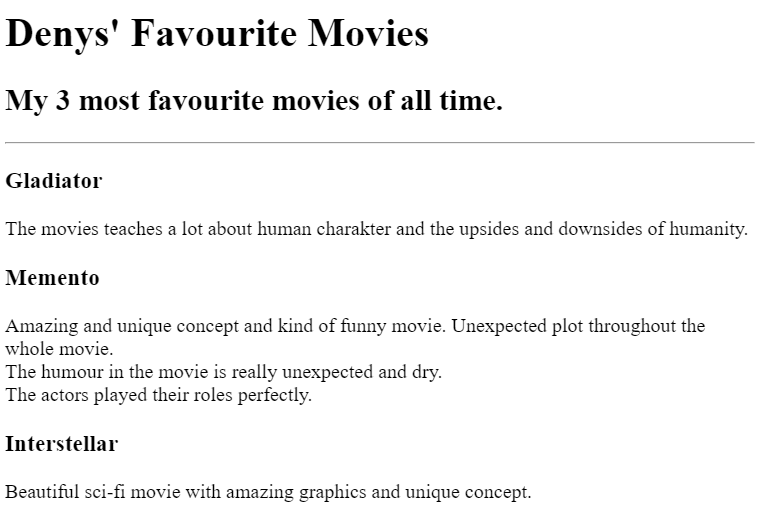 Denys' Favourite Movies
My 3 most favourite movies of all time.
Gladiator
The movies teaches a lot about human charakter and the upsides and downsides of humanity.
Memento
Amazing and unique concept and kind of funny movie. Unexpected plot throughout the
whole movie.
The humour in the movie is really unexpected and dry.
The actors played their roles perfectly.
Interstellar
Beautiful sci-fi movie with amazing graphics and unique concept.